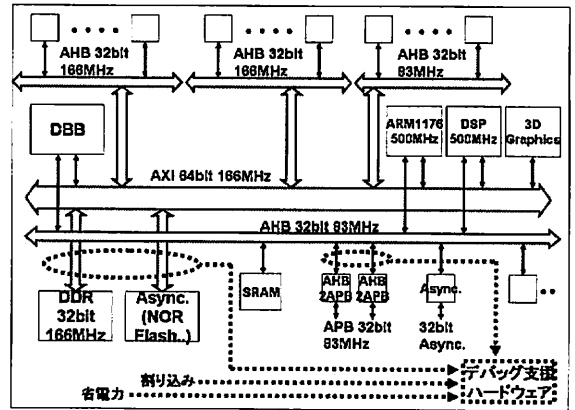 AHB 32bit
166MHz
AHB 32bit
166MHz
AHB 32bit
83MHz
DBB
ARM1176
500MHz
DSP
500MHz
3D
Graphics
AXI 64bit 166MHz
AHB 32bit 83MHz
DDR
32bit
166MHz
Async.
(NOR
Flash..)
SRAM
AHB
2APB
AHB
2APB
APB 32bit
83MHz
Async.
32bit
Async.
割り込み
省電力
デバッグ支援
ハードウェア